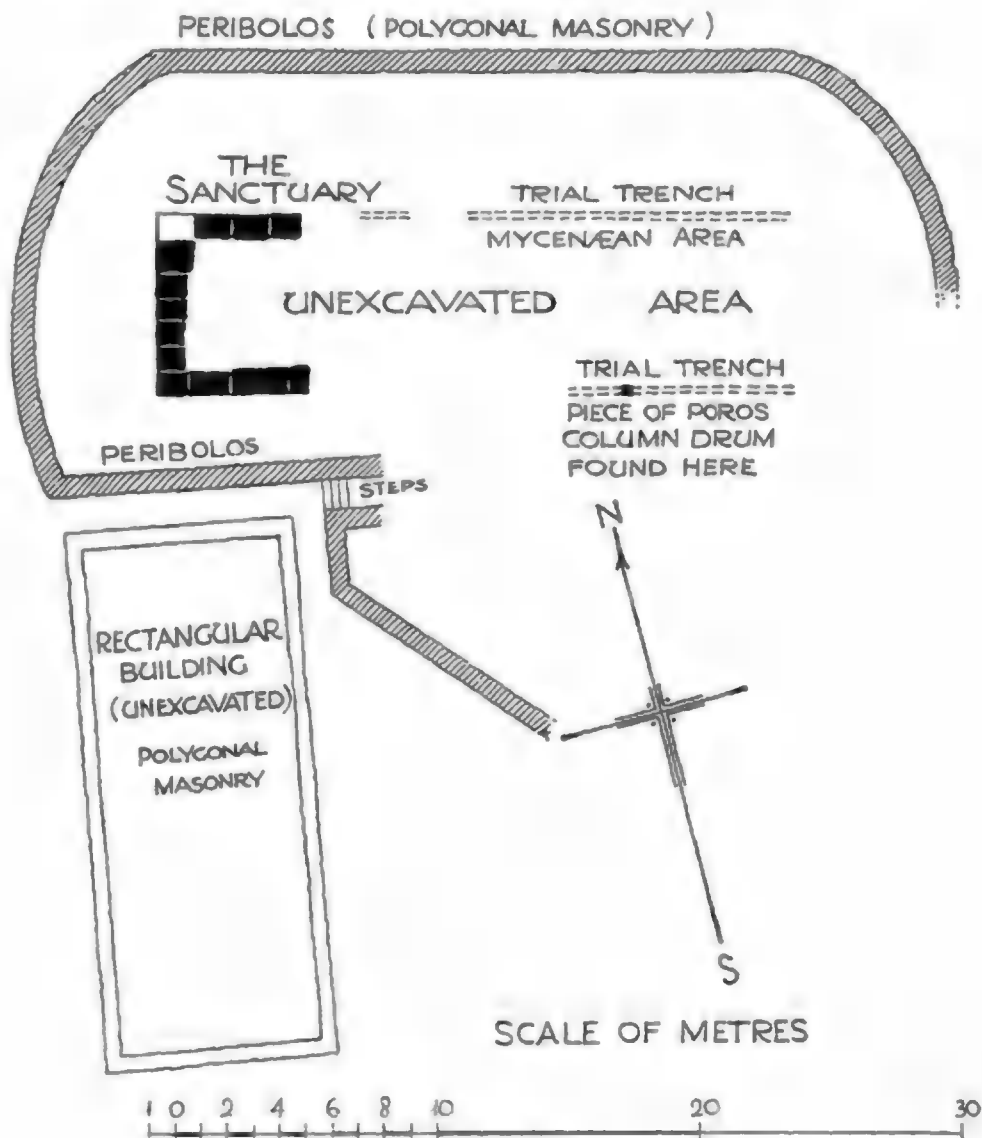 PERIBOLOS (POLYGONAL MASONRY)
THE
SANCTUARY
TRIAL TRENCH
MYCENÆAN AREA
UNEXCAVATED AREA
TRIAL TRENCH
PIECE OF POROS
COLUMN DRUM
FOUND HERE
PERIBOLOS
STEPS
N
RECTANGULAR
BUILDING
(UNEXCAVATED)
POLYGONAL
MASONRY
S
SCALE OF METRES
1 0 2 4 6 8 10 20 30